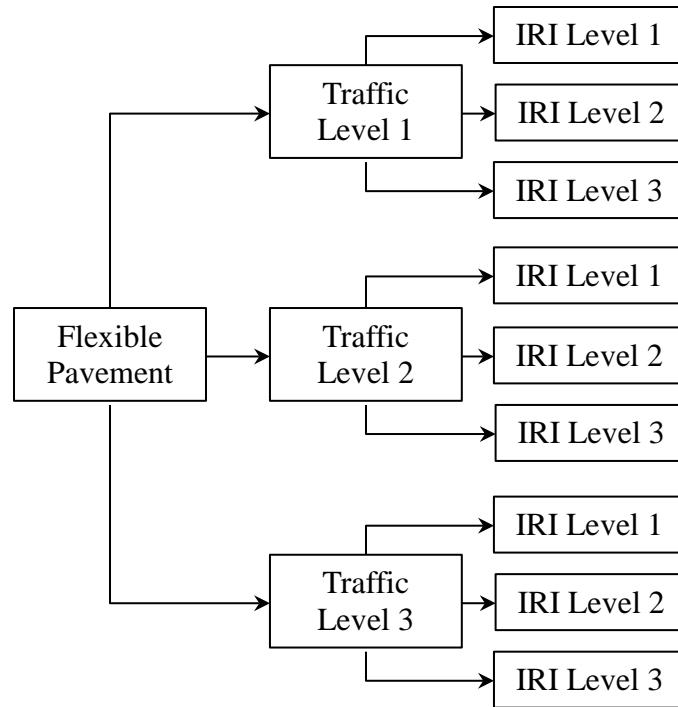 IRI Level 1
Traffic
Level 1
IRI Level 2
IRI Level 3
IRI Level 1
Flexible
Pavement
Traffic
Level 2
IRI Level 2
IRI Level 3
IRI Level 1
Traffic
Level 3
IRI Level 2
IRI Level 3